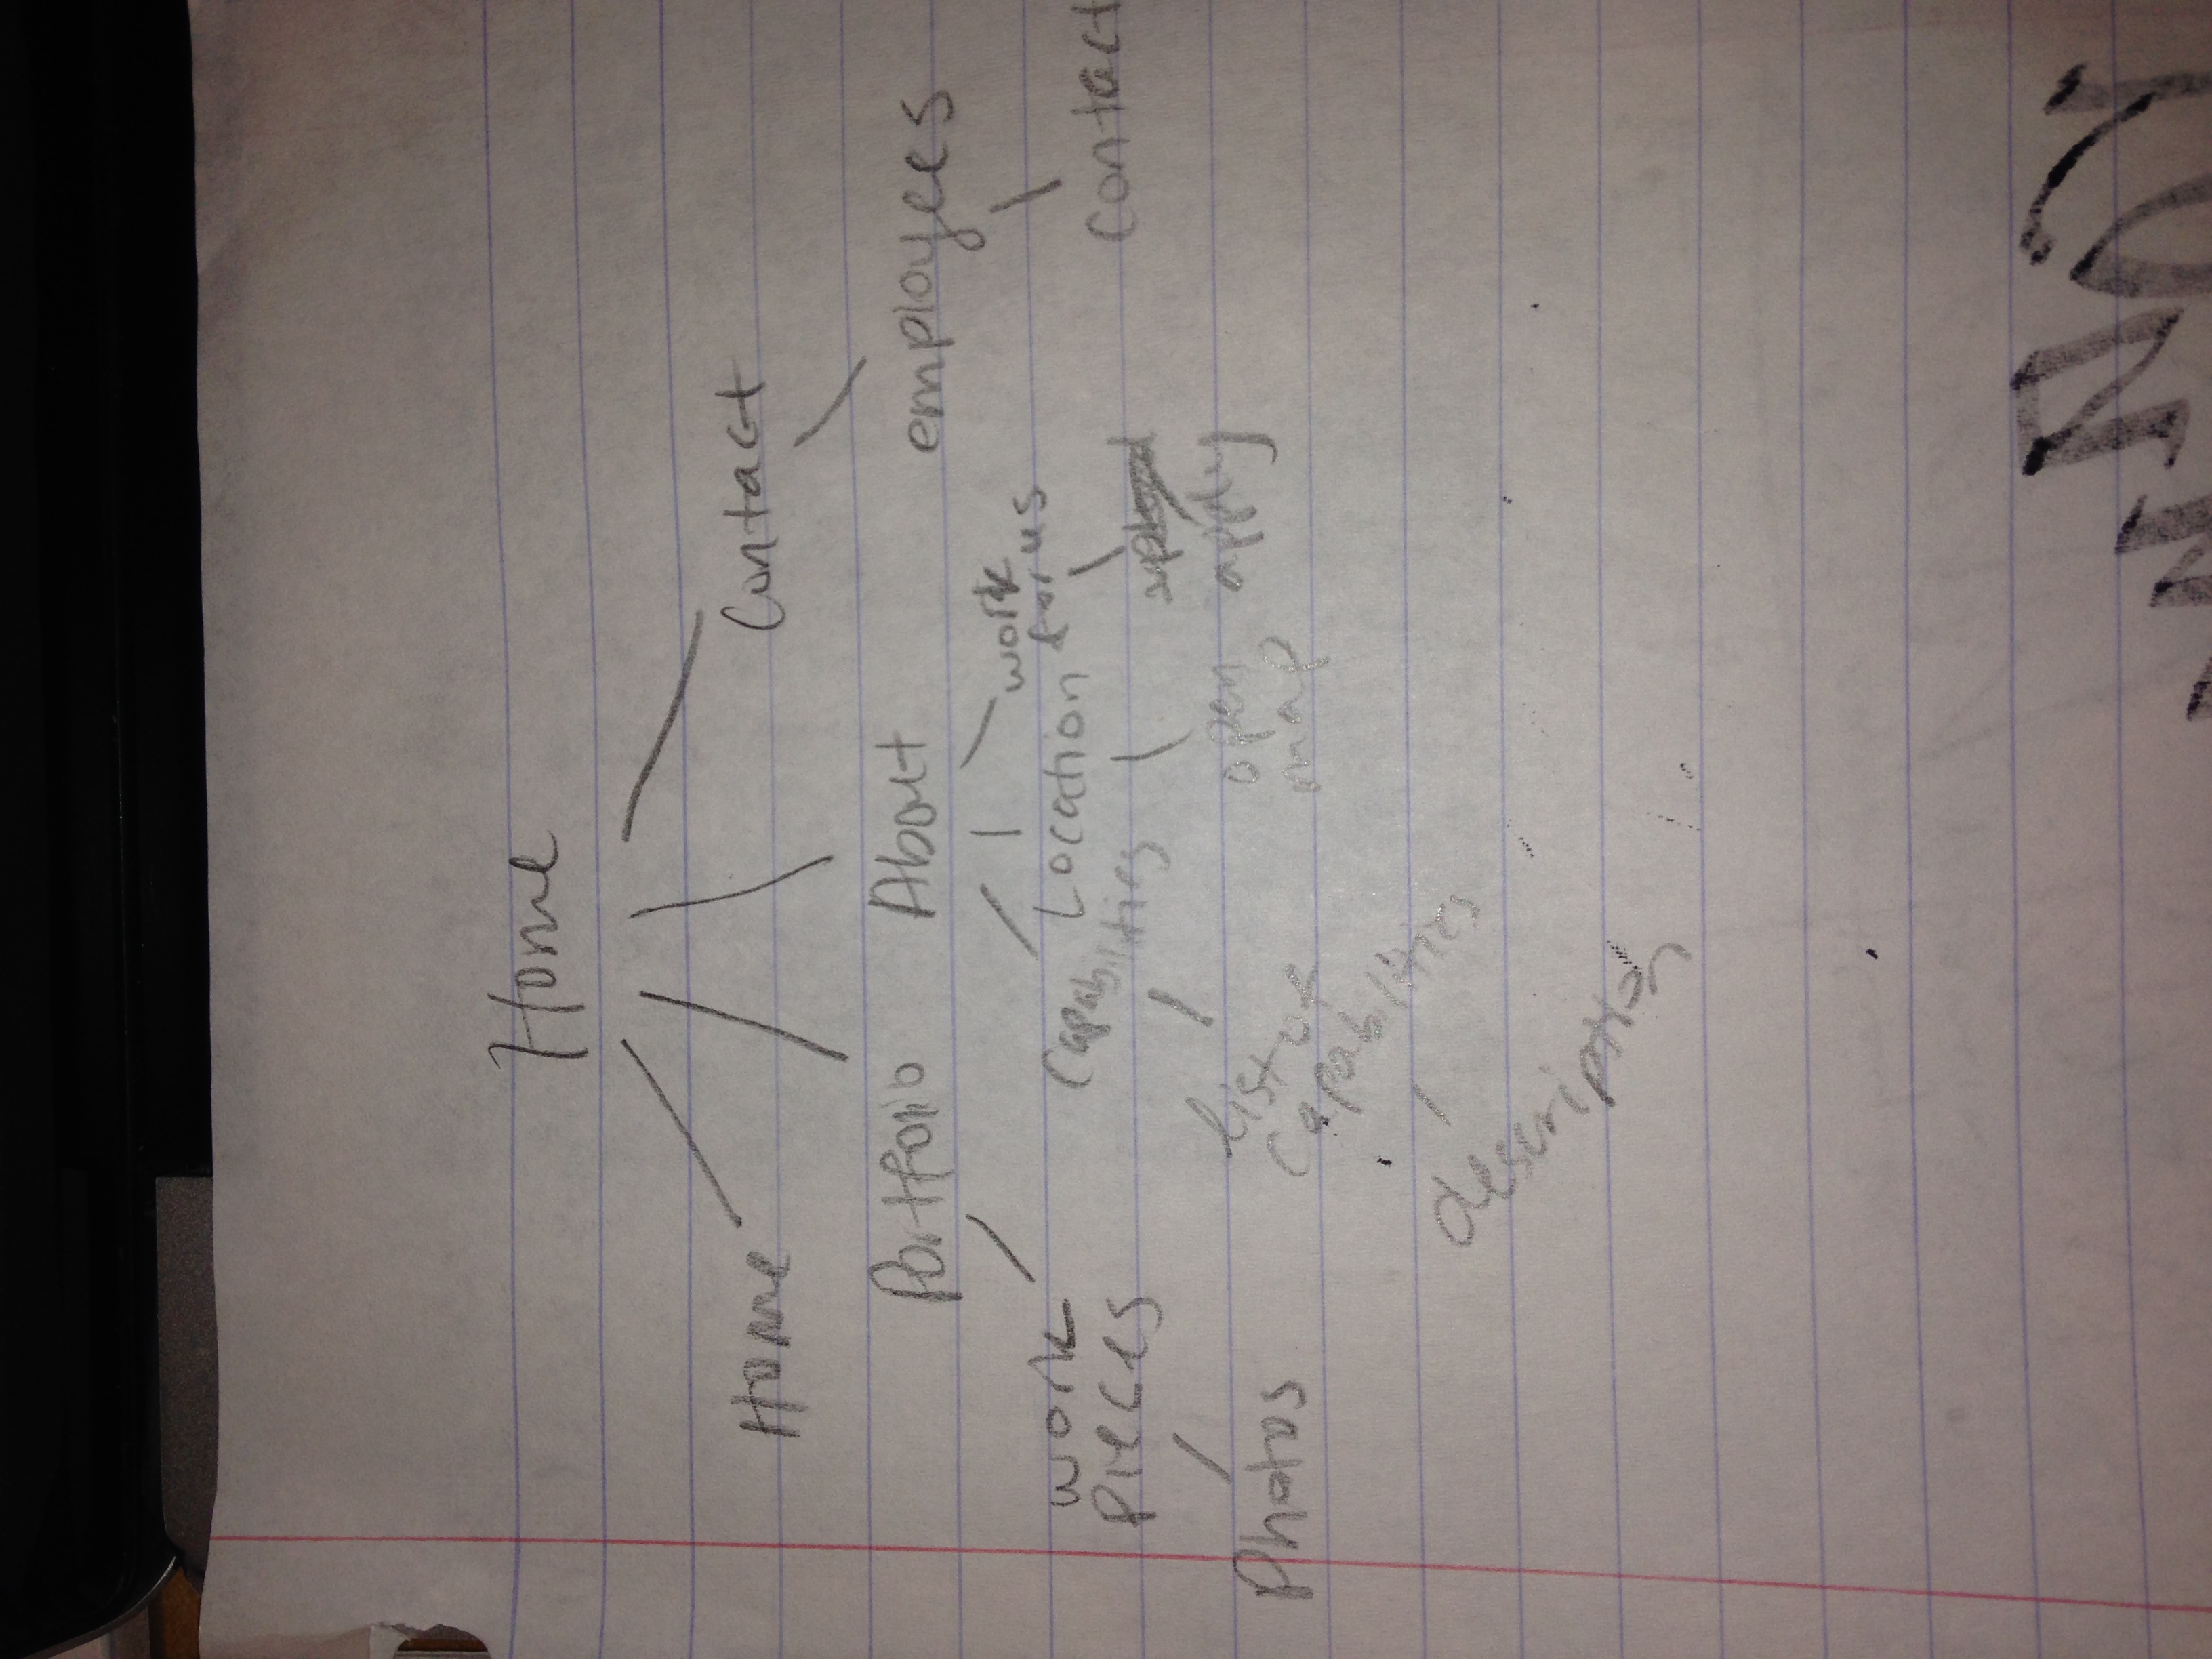 Home
Home
Contact
Portfolio
About
employees
work
pieces
Capabilities
Location
work
for us
Contact
Photos
list of
Capabilities
open
map
apply
description